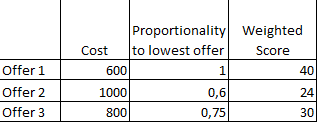 Cost Proportionality to lowest offer Weighted Score
Offer 1 600 1 40
Offer 2 1000 0,6 24
Offer 3 800 0,75 30